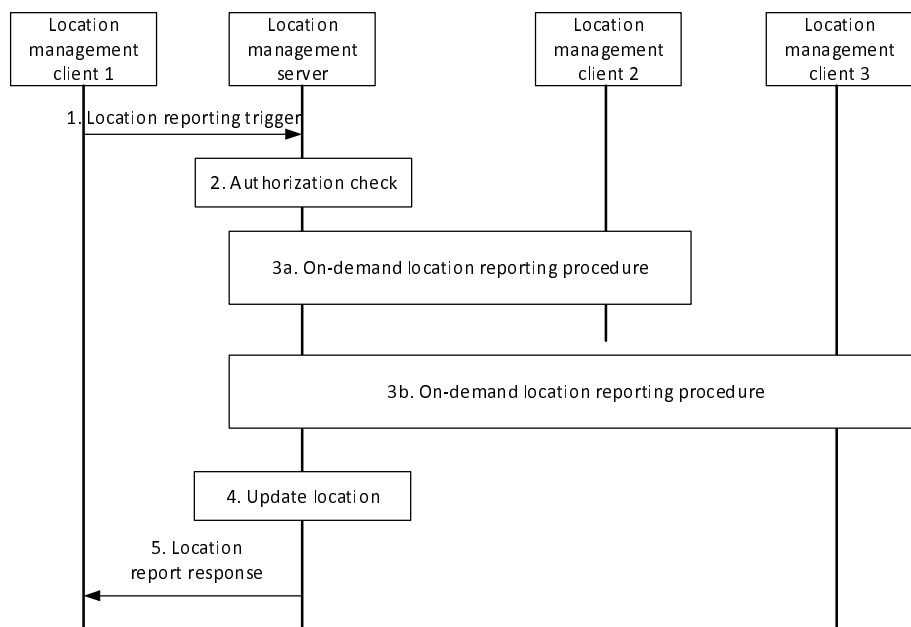 Location
management
client 1
Location
management
server
Location
management
client 2
Location
management
client 3
1. Location reporting trigger
2. Authorization check
3a. On-demand location reporting procedure
3b. On-demand location reporting procedure
4. Update location
5. Location
report response